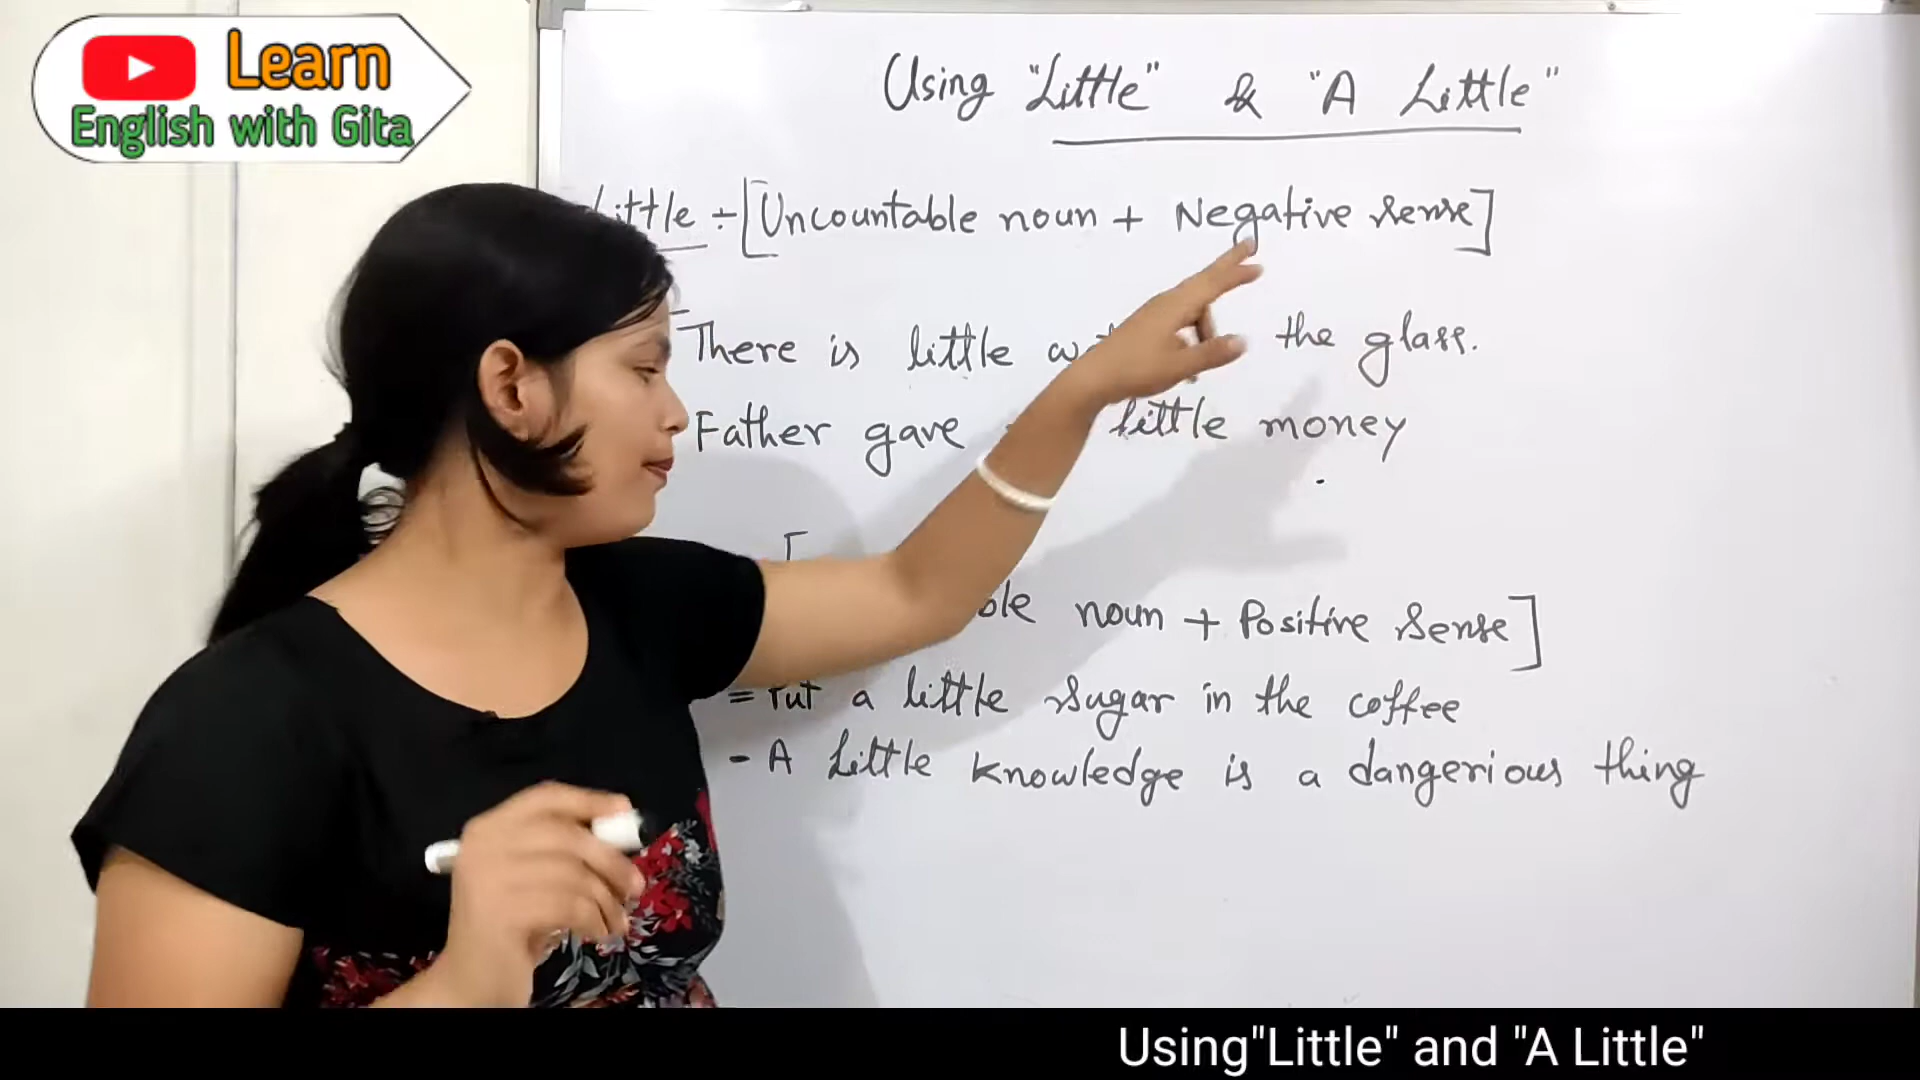 Learn
English with Gita
Using "Little" & "A Little"
Little ÷ [Uncountable noun + Negative sense]
There is little the glass.
Father gave little money
noun + Positive sense]
= Put a little sugar in the coffee
- A little knowledge is a dangerious thing
Using"Little" and "A Little"